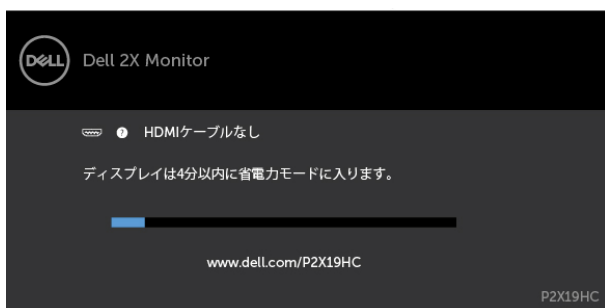 DELL
Dell 2X Monitor
HDMIケーブルなし
ディスプレイは4分以内に省電力モードに入ります。
www.dell.com/P2X19HC
P2X19HC